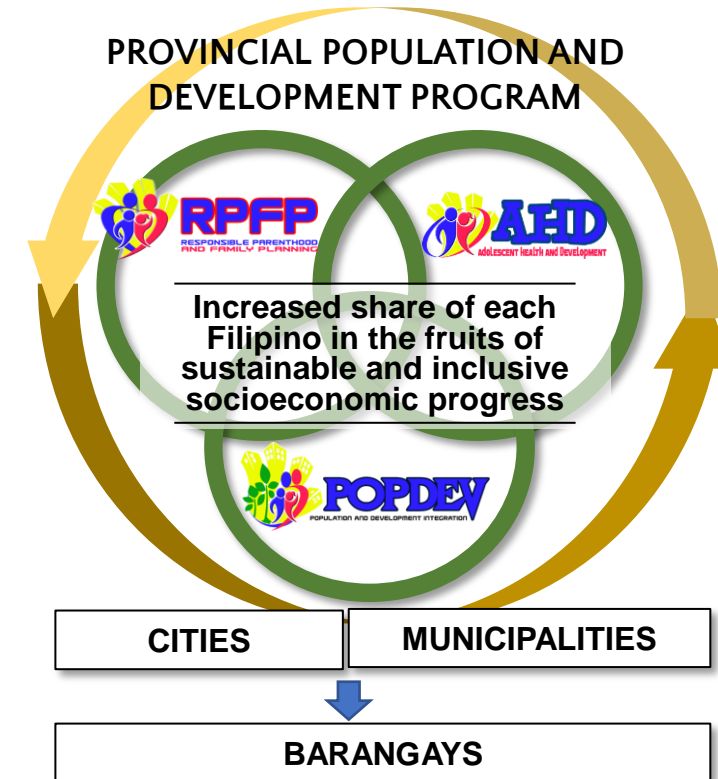 PROVINCIAL POPULATION AND
DEVELOPMENT PROGRAM
RPFP
RESPONSIBLE PARENTHOOD
AND FAMILY PLANNING
AHD
Adolescent Health and Development
Increased share of each
Filipino in the fruits of
sustainable and inclusive
socioeconomic progress
POPDEV
POPULATION AND DEVELOPMENT INTEGRATION
CITIES
MUNICIPALITIES
BARANGAYS